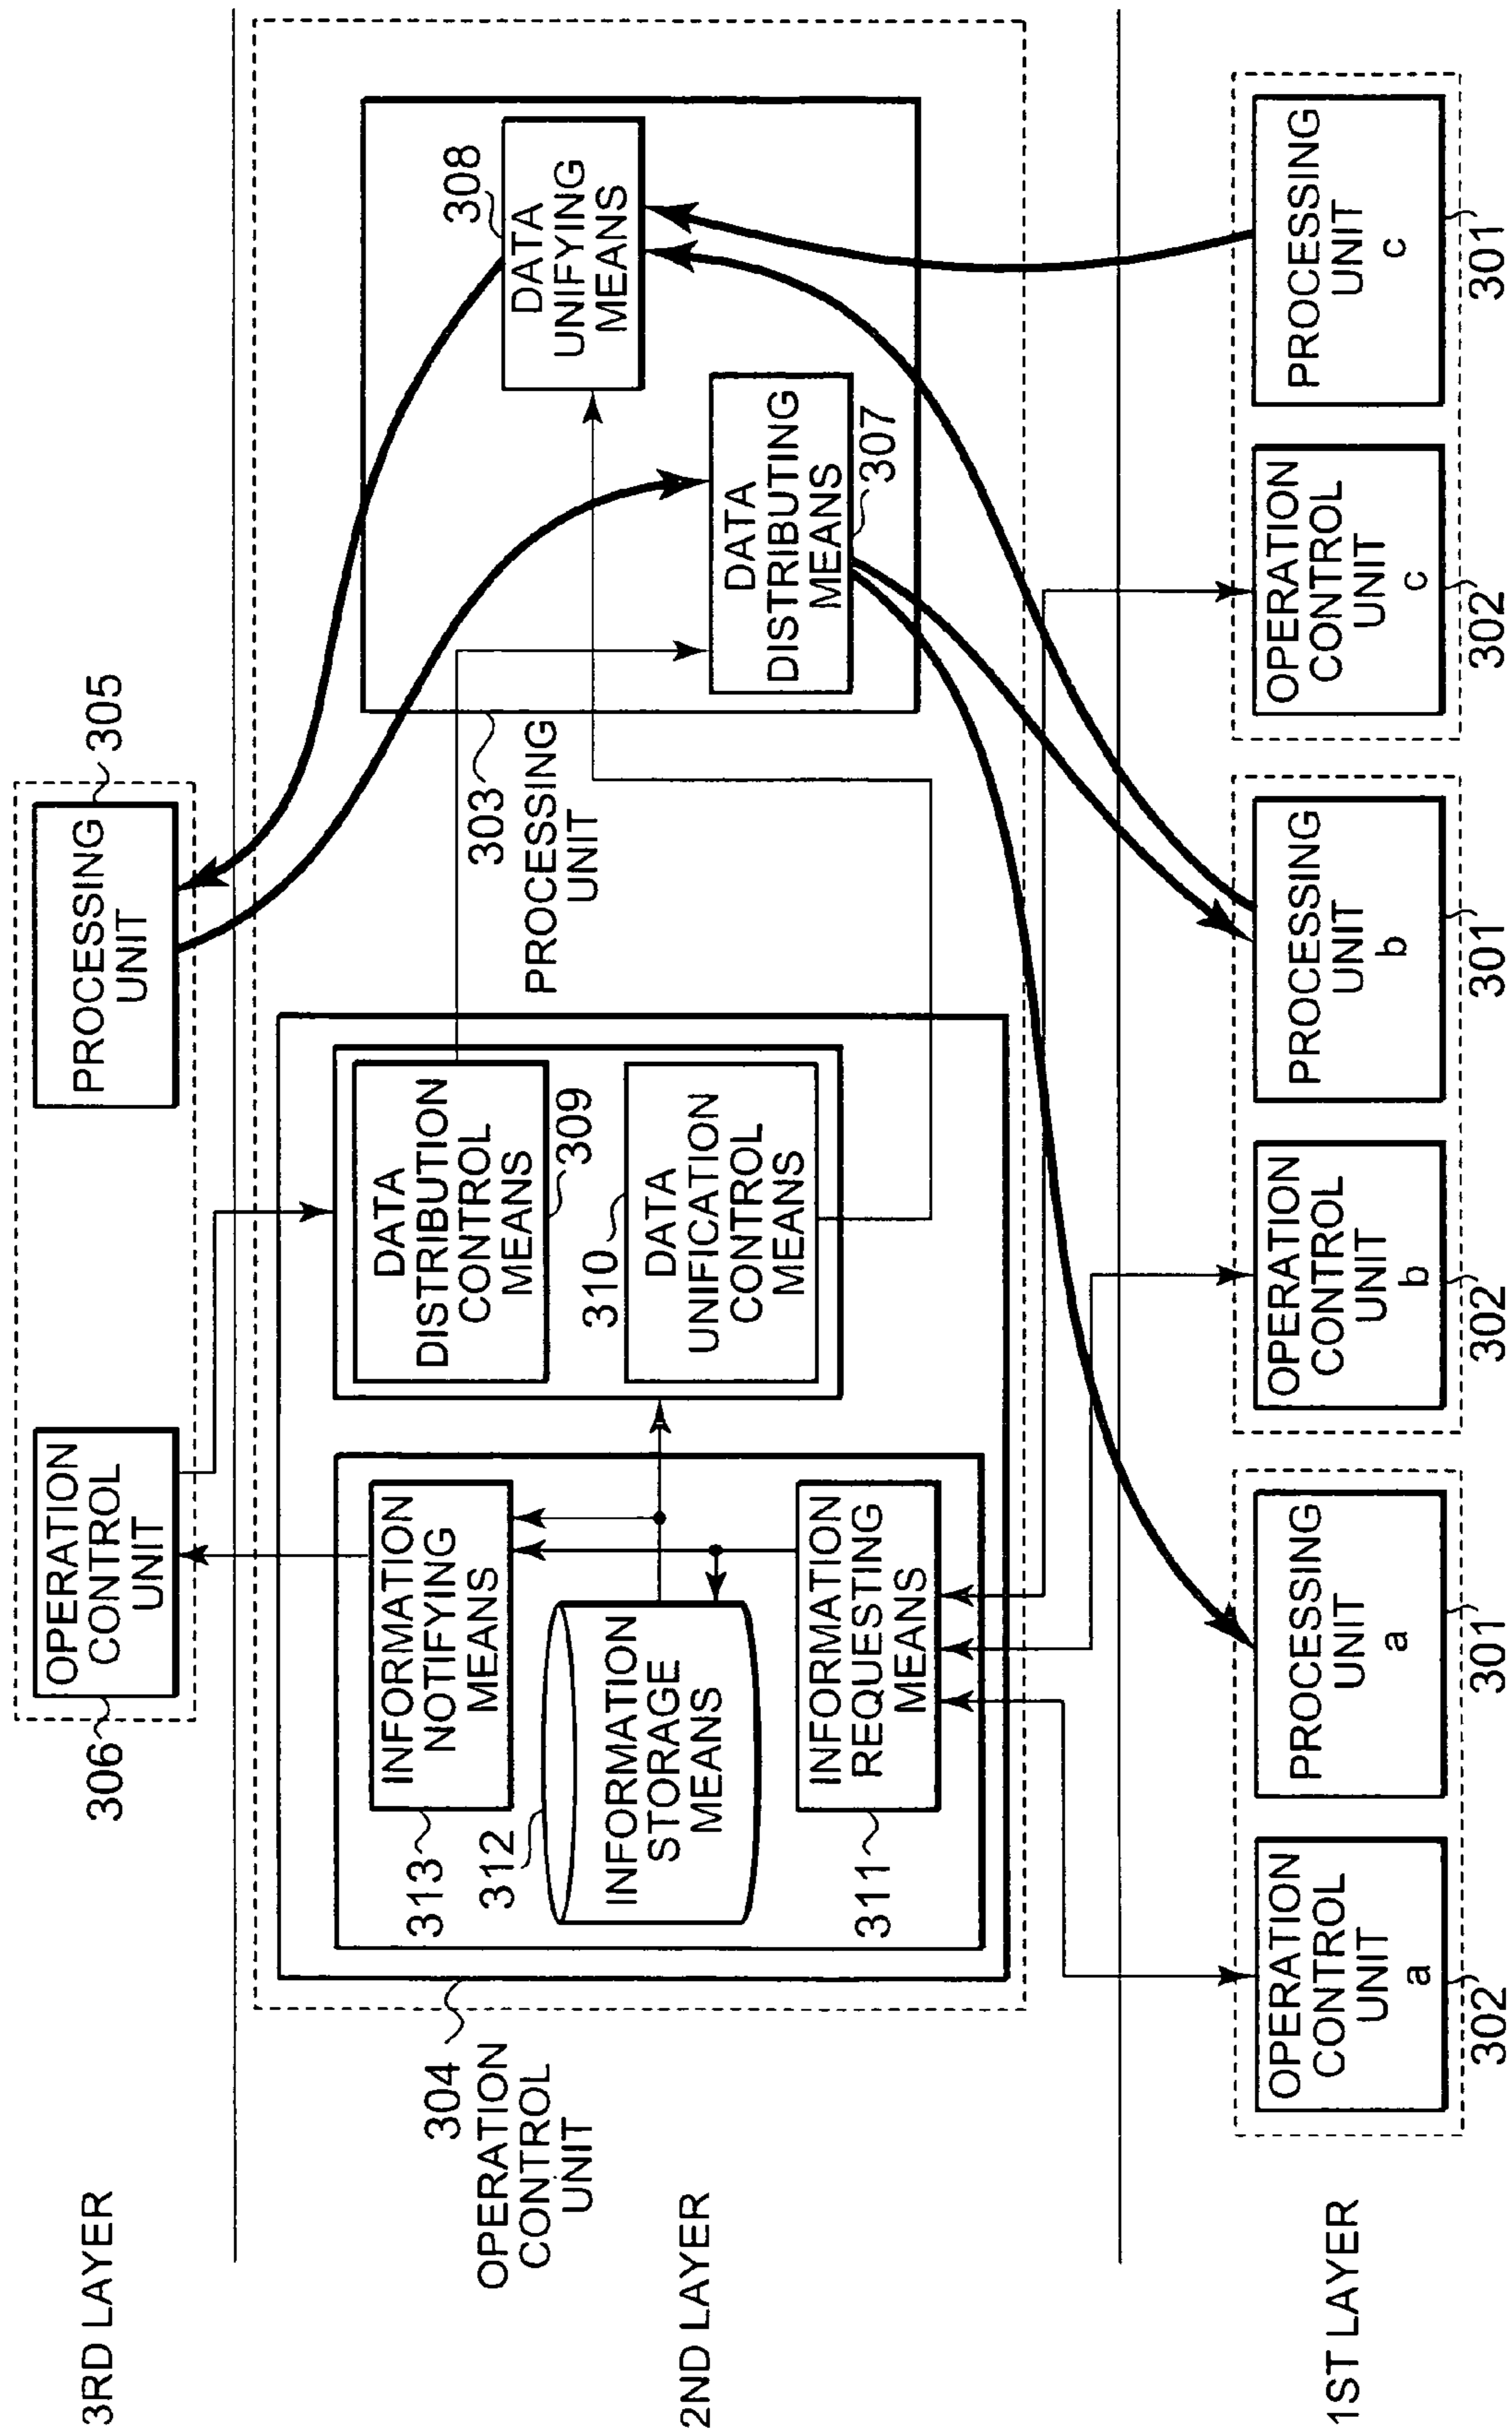 3RD LAYER
306
OPERATION
CONTROL
UNIT
PROCESSING
UNIT
305
2ND LAYER
304
OPERATION
CONTROL
UNIT
313
INFORMATION
NOTIFYING
MEANS
312
INFORMATION
STORAGE
MEANS
311
INFORMATION
REQUESTING
MEANS
DATA
DISTRIBUTION
CONTROL
MEANS
309
310
DATA
UNIFICATION
CONTROL
MEANS
303
PROCESSING
UNIT
308
DATA
UNIFYING
MEANS
DATA
DISTRIBUTING
MEANS
307
1ST LAYER
OPERATION
CONTROL
UNIT
a
302
PROCESSING
UNIT
a
301
OPERATION
CONTROL
UNIT
b
302
PROCESSING
UNIT
b
301
OPERATION
CONTROL
UNIT
c
302
PROCESSING
UNIT
c
301